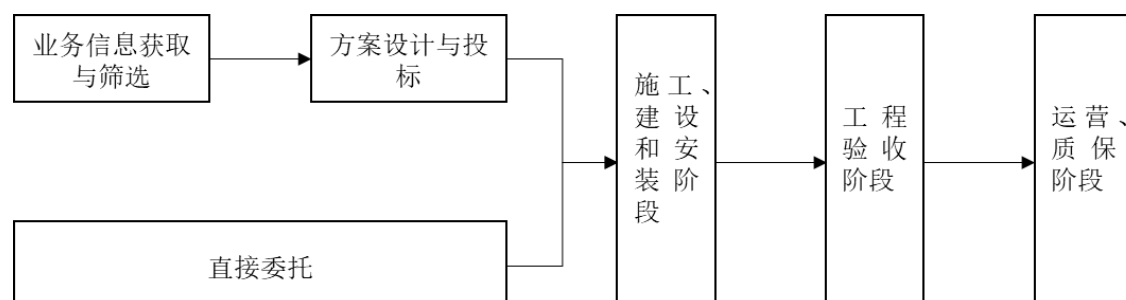 业务信息获取
与筛选
方案设计与投
标
施工、
建设
和安
装阶
段
工程
验收
阶段
运营、
质保
阶段
直接委托